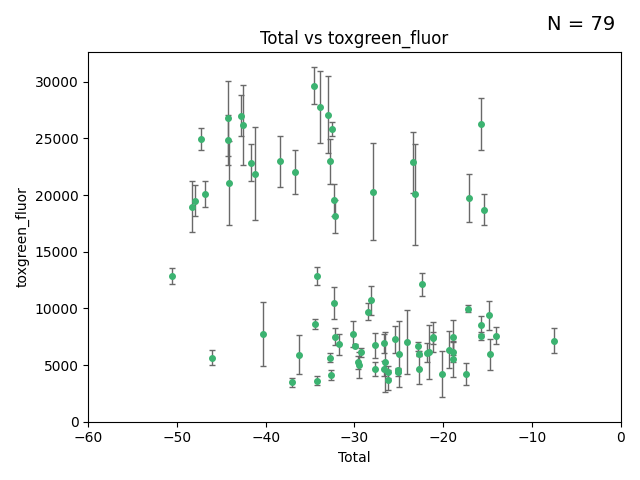 N = 79
Total vs toxgreen_fluor
30000
25000
20000
15000
10000
5000
0
toxgreen_fluor
−60 −50 −40 −30 −20 −10 0
Total